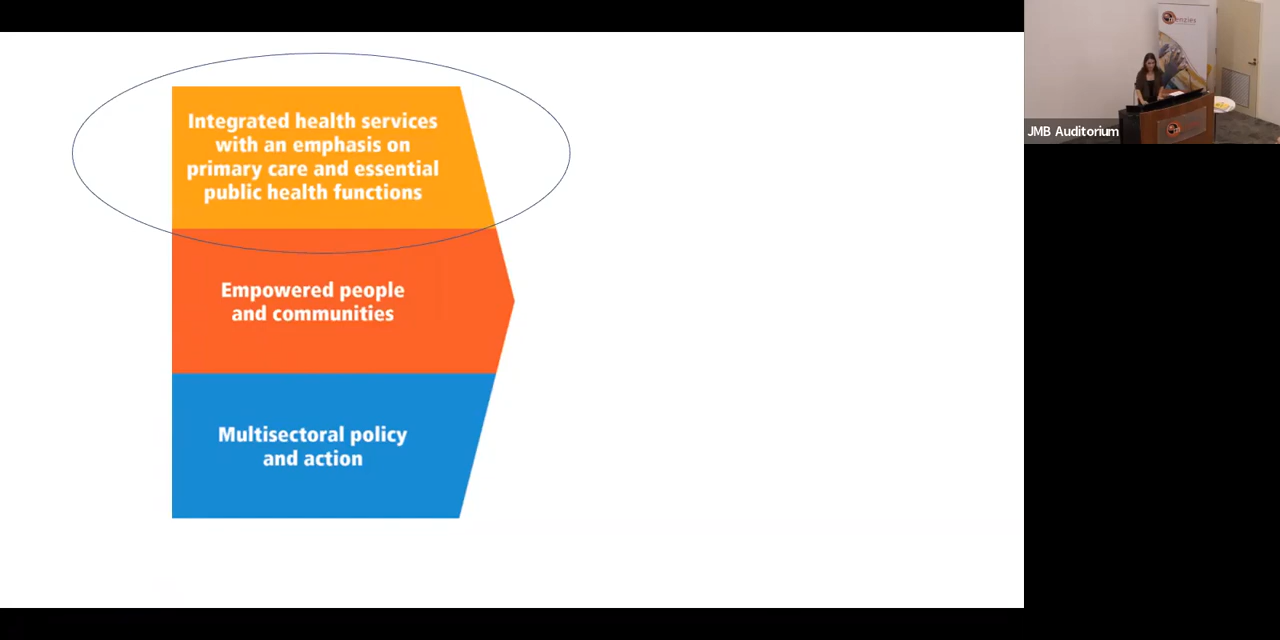 Integrated health services
with an emphasis on
primary care and essential
public health functions
Empowered people
and communities
Multisectoral policy
and action
menzies
JMB Auditorium